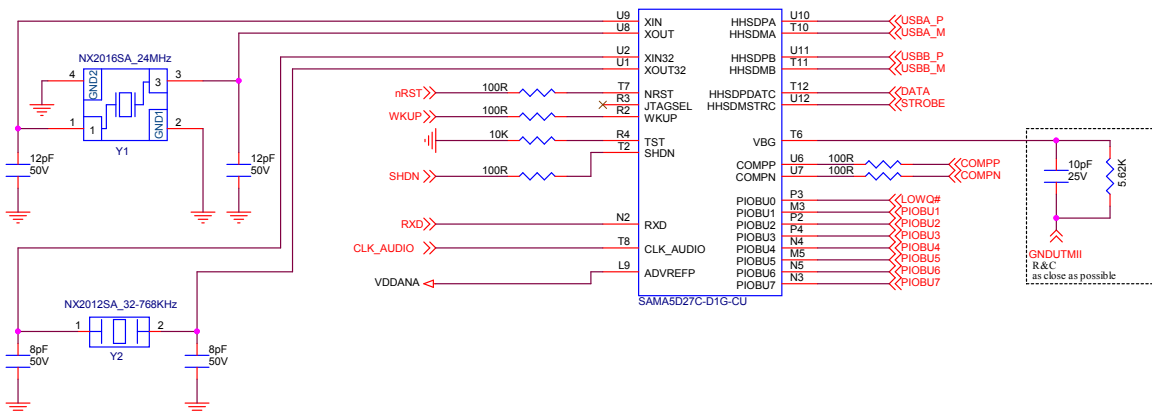 U9 XIN HHSDPA U10 USBA_P
U8 XOUT HHSDMA T10 USBA_M
U2 XIN32 HHSDPB U11 USBB_P
U1 XOUT32 HHSDMB T11 USBB_M
NX2016SA_24MHz
4 GND2 3 3
1 1 GND1 2
Y1
12pF
50V
12pF
50V
nRST 100R T7 NRST HHSDPDATC T12 DATA
R3 JTAGSEL HHSDMSTRC U12 STROBE
WKUP 100R R2 WKUP
10K R4 TST VBG T6
T2 SHDN
SHDN 100R
COMPP U6 100R COMPP
COMPN U7 100R COMPN
10pF
25V
5.62K
GNDUTMII
R&C
as close as possible
PIOBU0 P3 LOWQ#
PIOBU1 M3 PIOBU1
PIOBU2 P2 PIOBU2
PIOBU3 P4 PIOBU3
PIOBU4 N4 PIOBU4
PIOBU5 M5 PIOBU5
PIOBU6 N5 PIOBU6
PIOBU7 N3 PIOBU7
RXD N2 RXD
CLK_AUDIO T8 CLK_AUDIO
VDDANA L9 ADVREFP
SAMA5D27C-D1G-CU
NX2012SA_32-768KHz
1 2
Y2
8pF
50V
8pF
50V